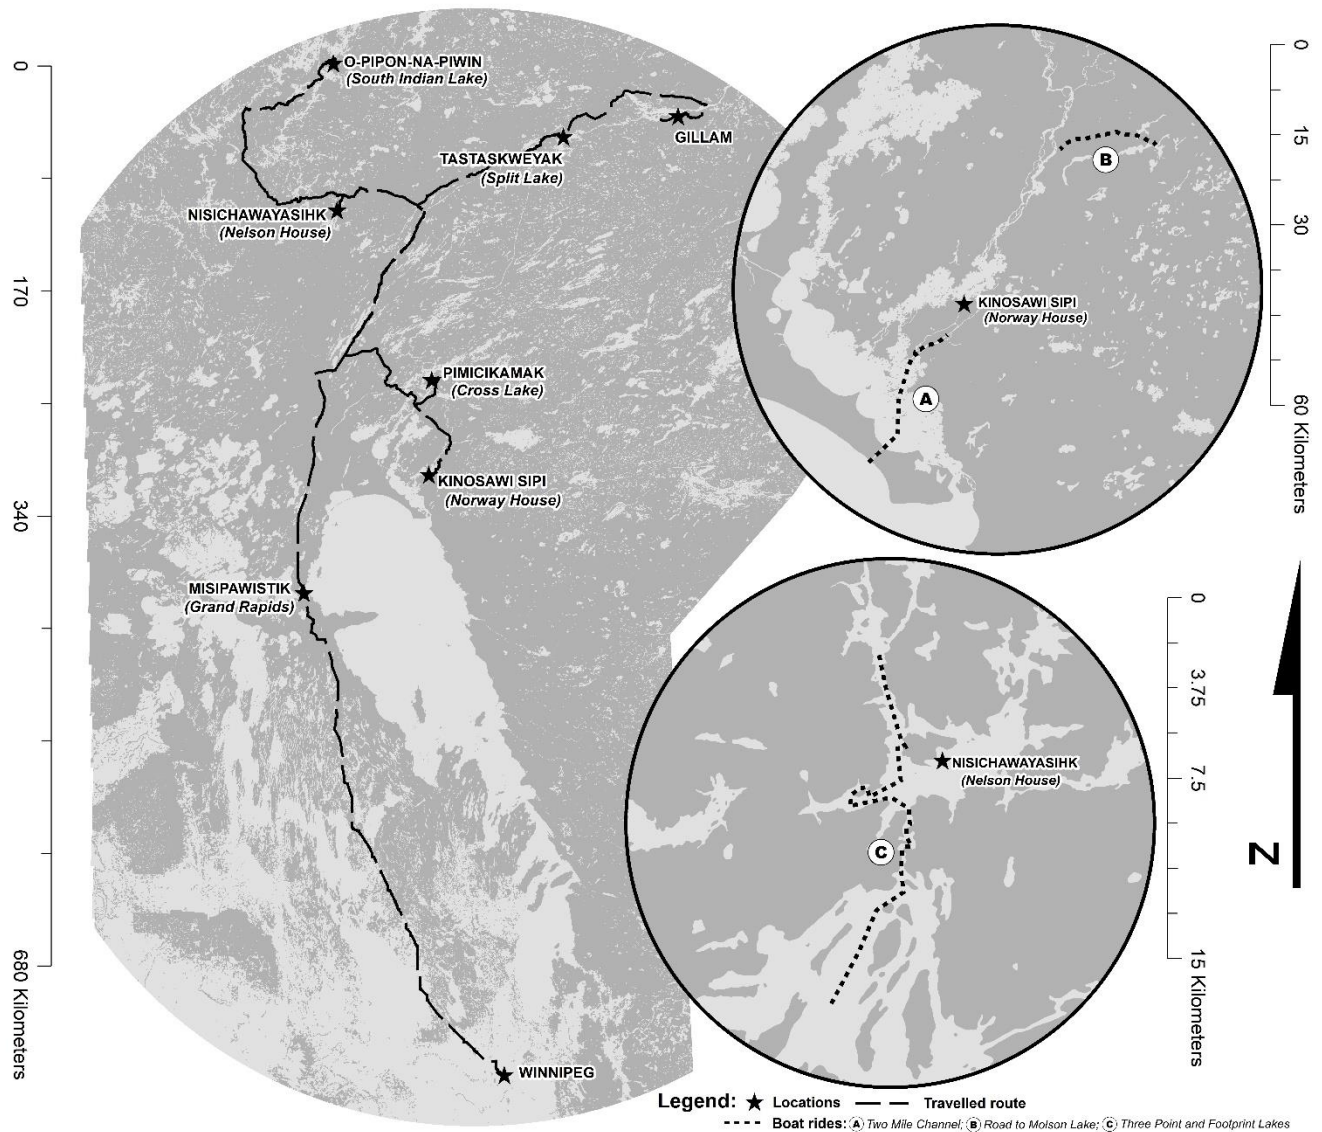 0
170
340
680 Kilometers
O-PIPON-NA-PIWIN
(South Indian Lake)
GILLAM
TASTASKWEYAK
(Split Lake)
NISICHAWAYASIHK
(Nelson House)
PIMICIKAMAK
(Cross Lake)
KINOSAWI SIPI
(Norway House)
MISIPAWISTIK
(Grand Rapids)
WINNIPEG
B
KINOSAWI SIPI
(Norway House)
A
0
15
30
60 Kilometers
NISICHAWAYASIHK
(Nelson House)
C
0
3.75
7.5
15 Kilometers
N
Legend: Locations Travelled route
Boat rides: A Two Mile Channel; B Road to Molson Lake; C Three Point and Footprint Lakes